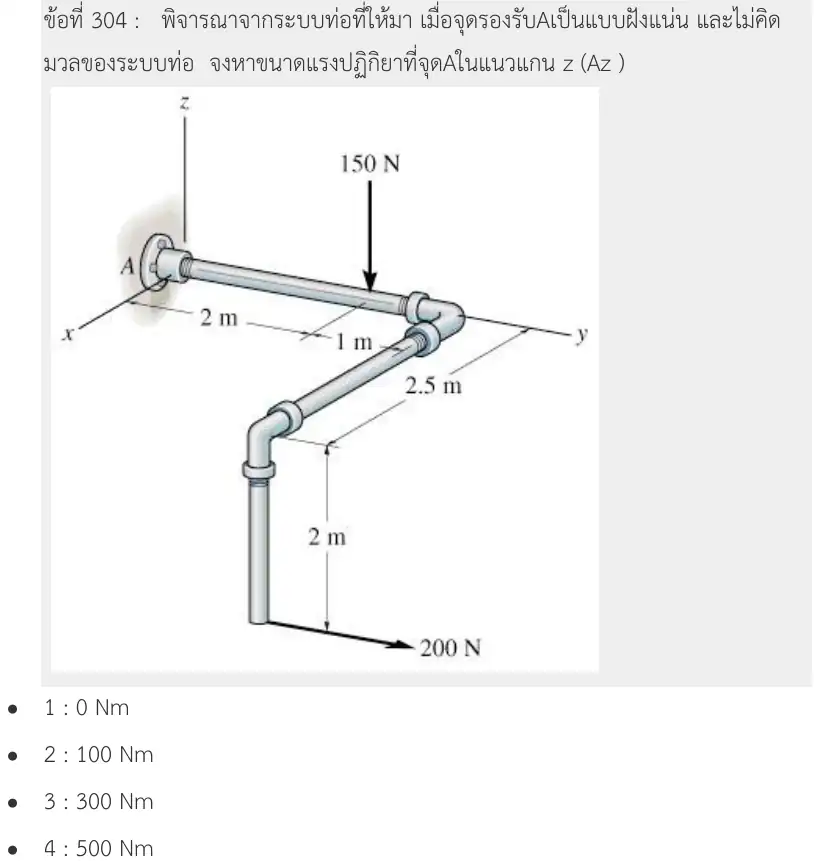 ข้อที่ 304 : พิจารณาจากระบบท่อที่ให้มา เมื่อจุดรองรับAเป็นแบบฝังแน่น และไม่คิด
มวลของระบบท่อ จงหาขนาดแรงปฏิกิยาที่จุดAในแนวแกน z (Az )
z
150 N
A
x
2 m
1 m
y
2.5 m
2 m
200 N
1 : 0 Nm
2 : 100 Nm
3 : 300 Nm
4 : 500 Nm